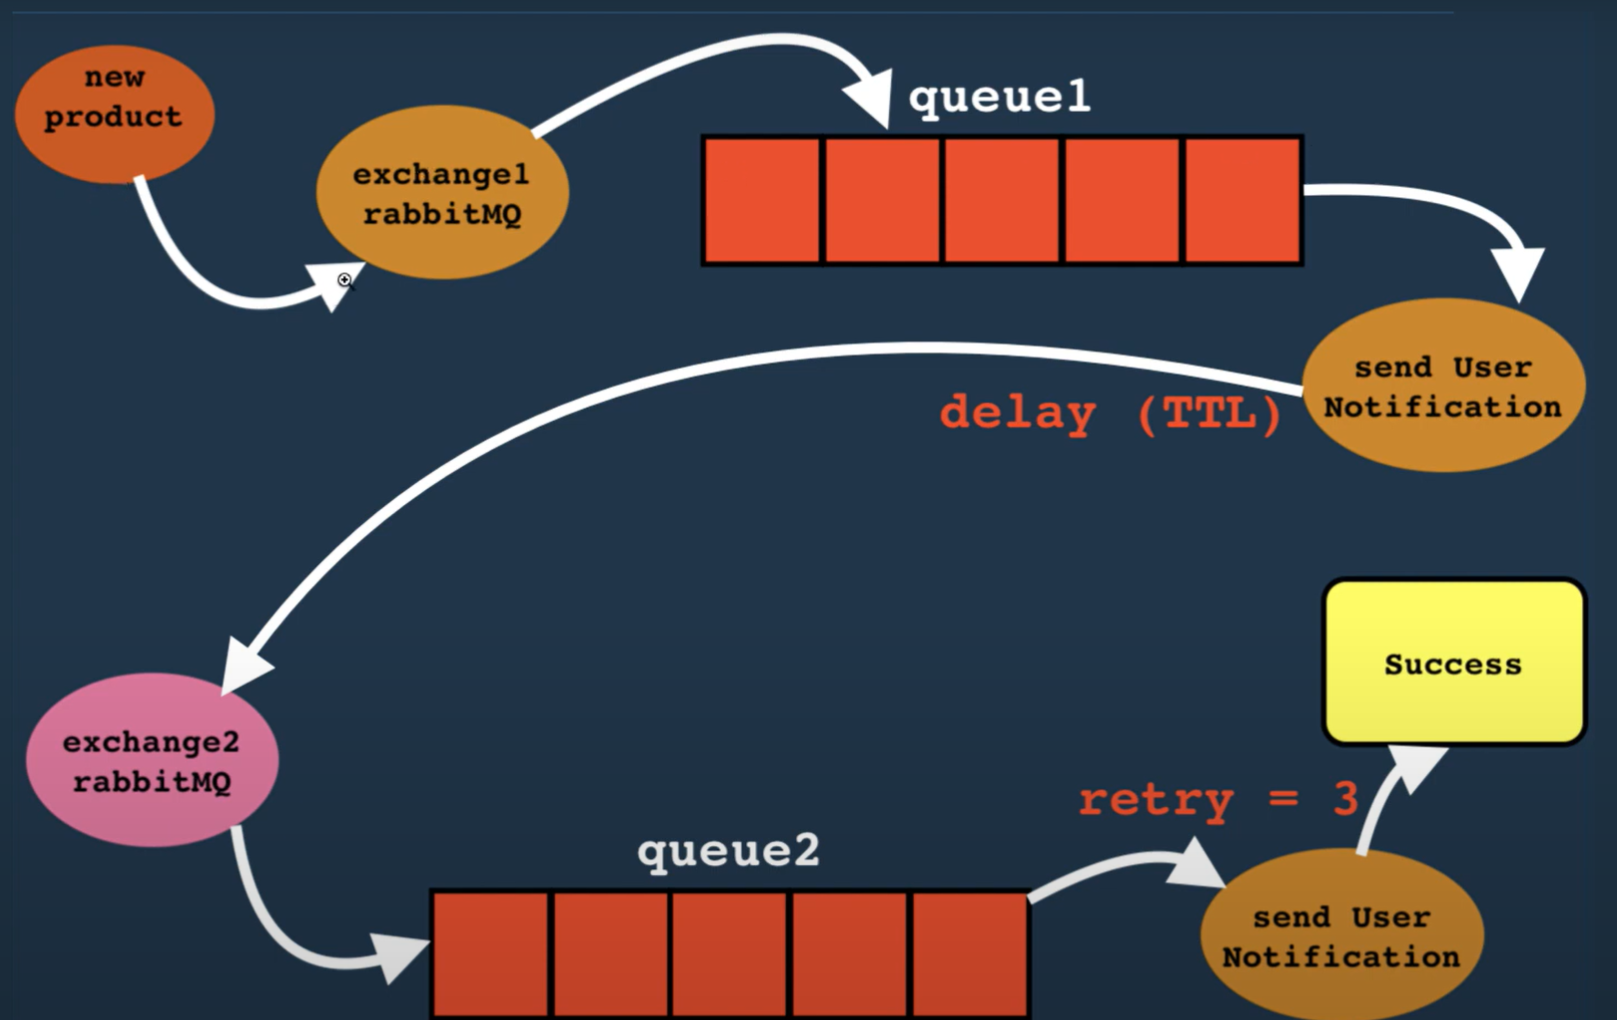 new
product
exchange1
rabbitMQ
queue1
send User
Notification
delay (TTL)
exchange2
rabbitMQ
Success
retry = 3
queue2
send User
Notification